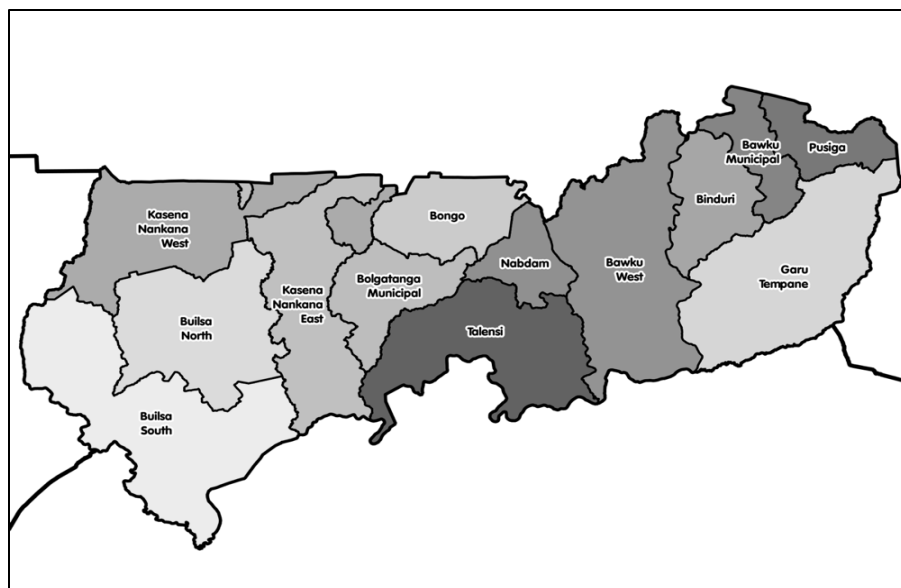 Kasena
Nankana
West
Builsa
North
Builsa
South
Kasena
Nankana
East
Bongo
Bolgatanga
Municipal
Nabdam
Talensi
Bawku
West
Binduri
Bawku
Municipal
Pusiga
Garu
Tempane